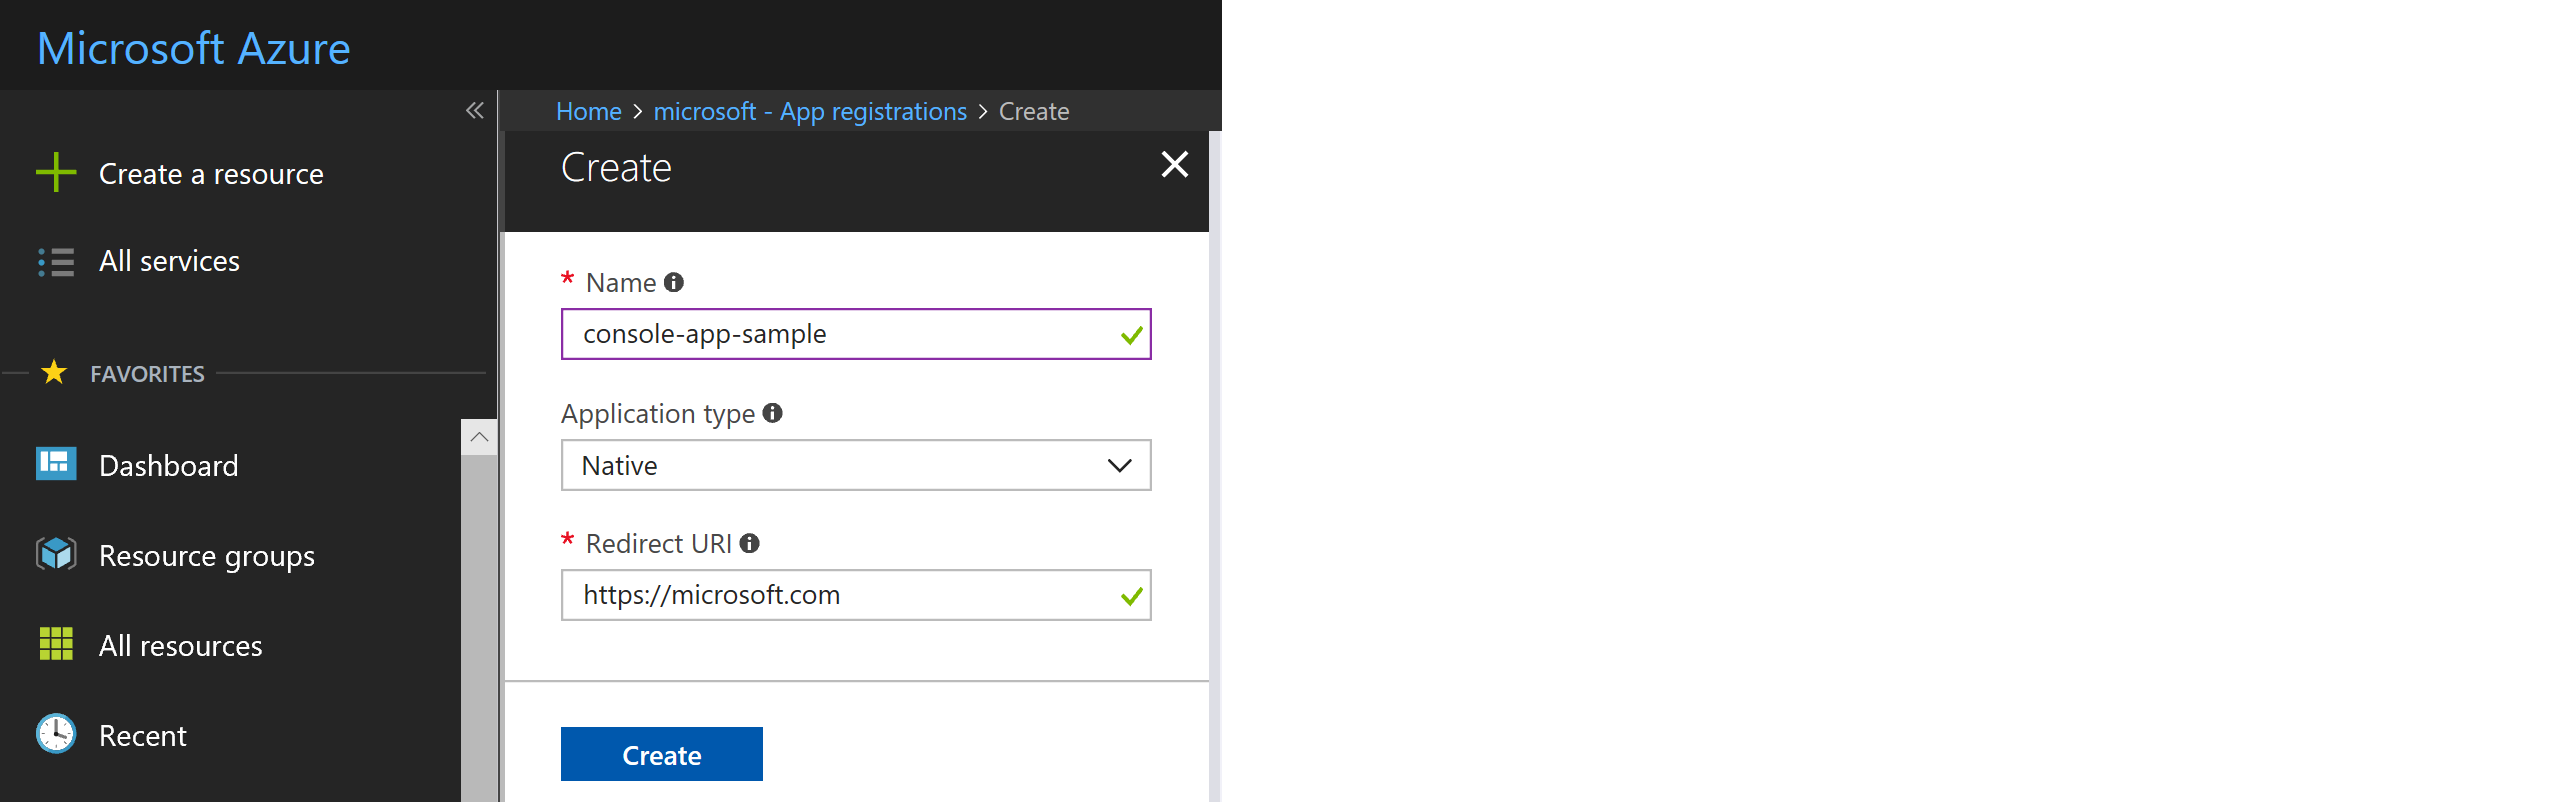 Microsoft Azure
Home > microsoft - App registrations > Create
Create a resource
All services
FAVORITES
Dashboard
Resource groups
All resources
Recent
Create
* Name
console-app-sample
Application type
Native
* Redirect URI
https://microsoft.com
Create